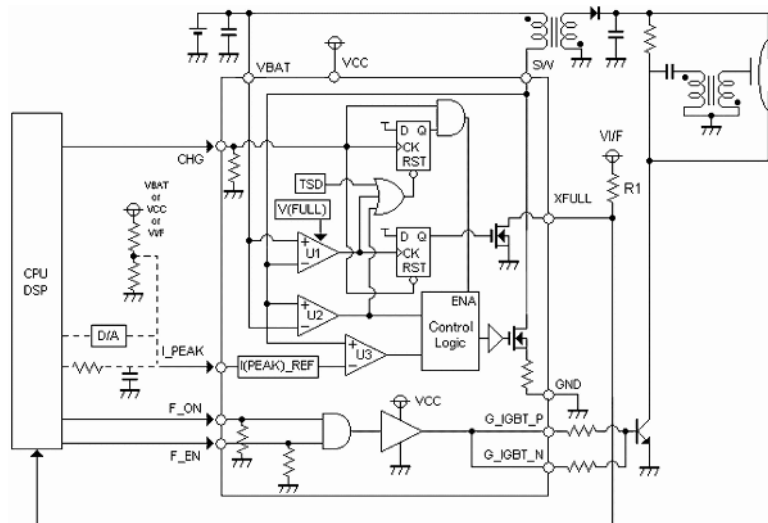 VBAT
VCC
SW
CHG
D Q
CK
RST
VI/F
TSD
R1
V(FULL)
XFULL
VBAT
or
VCC
or
VI/F
D Q
CK
RST
+
U1
−
CPU
DSP
ENA
+
U2
−
Control
Logic
D/A
I_PEAK
+
U3
−
I(PEAK)_REF
GND
F_ON
VCC
G_IGBT_P
F_EN
G_IGBT_N